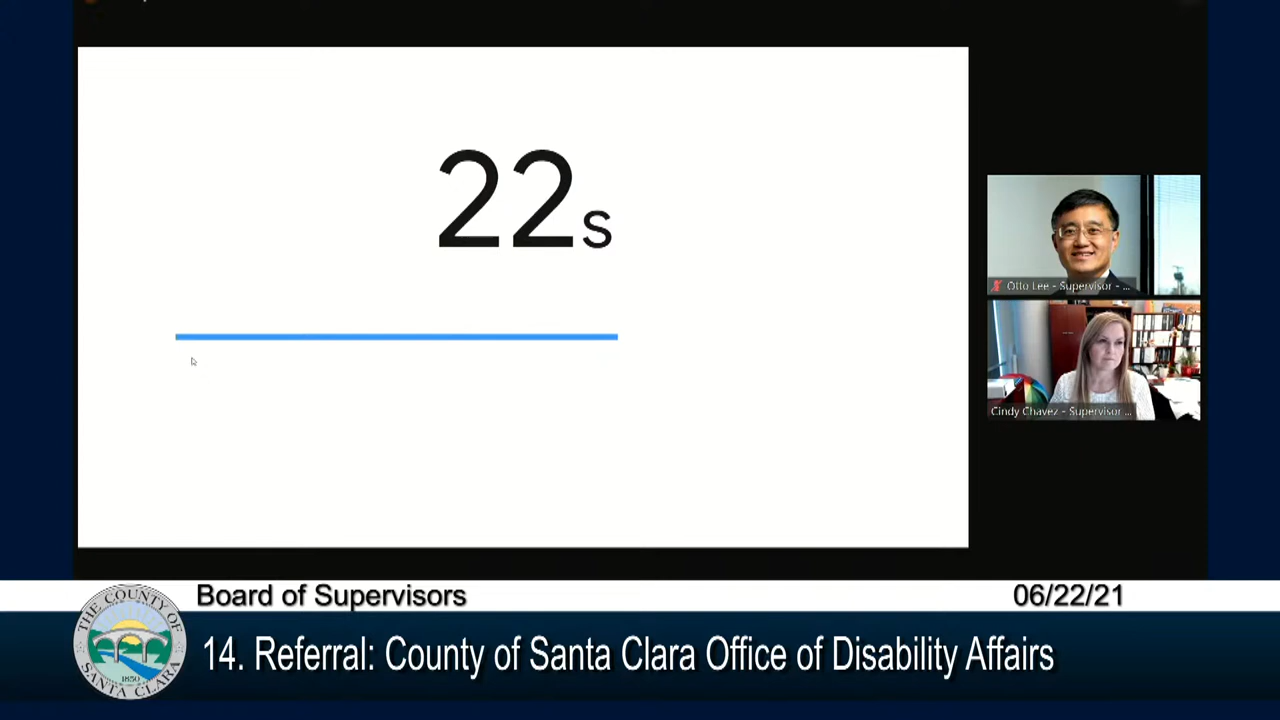 22s
Otto Lee - Supervisor - ...
Cindy Chavez - Supervisor ...
Board of Supervisors
06/22/21
14. Referral: County of Santa Clara Office of Disability Affairs
THE COUNTY OF
SANTA CLARA
1850